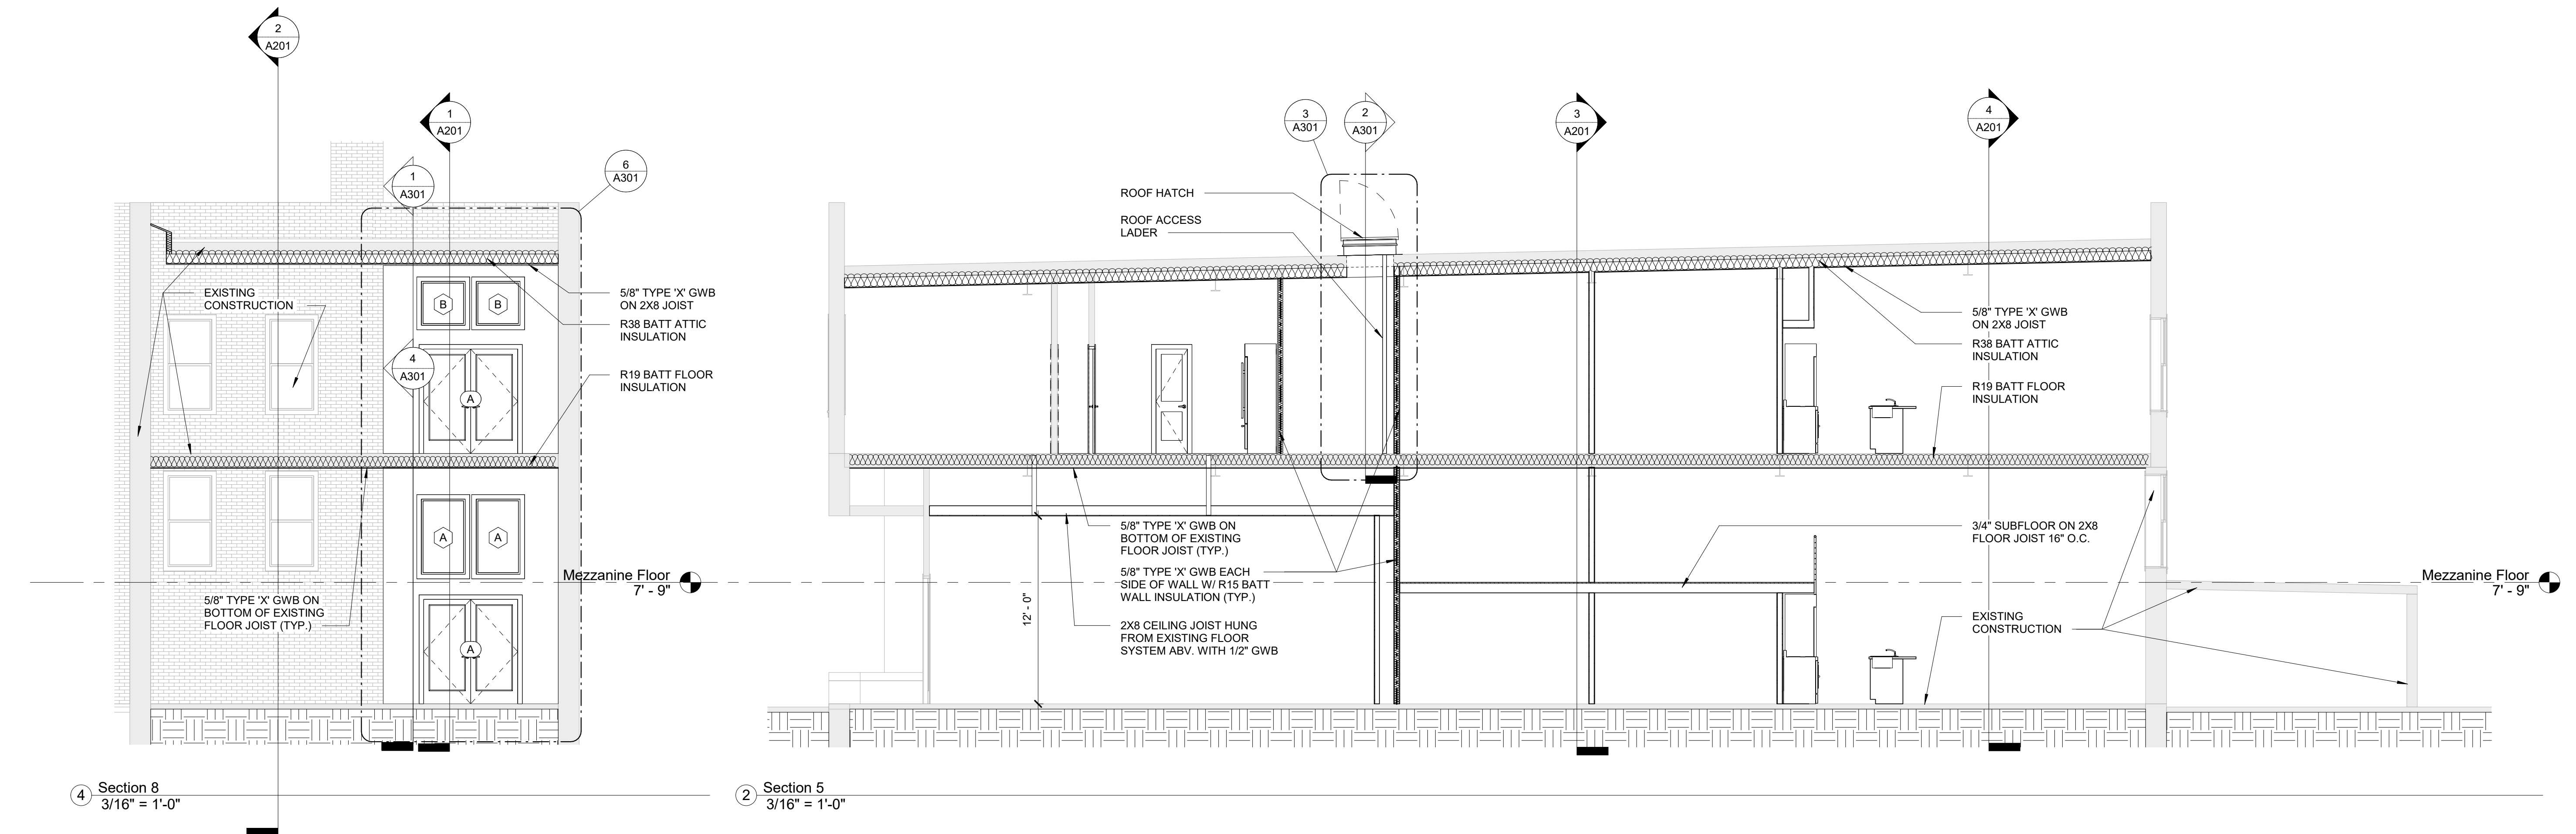 2
A201
1
A201
1
A301
6
A301
4
A301
EXISTING
CONSTRUCTION
B
B
A
A
A
A
5/8" TYPE 'X' GWB
ON 2X8 JOIST
R38 BATT ATTIC
INSULATION
R19 BATT FLOOR
INSULATION
Mezzanine Floor
7' - 9"
5/8" TYPE 'X' GWB ON
BOTTOM OF EXISTING
FLOOR JOIST (TYP.)
4
Section 8
3/16" = 1'-0"
3
A301
2
A301
3
A201
4
A201
ROOF HATCH
ROOF ACCESS
LADER
5/8" TYPE 'X' GWB
ON 2X8 JOIST
R38 BATT ATTIC
INSULATION
R19 BATT FLOOR
INSULATION
5/8" TYPE 'X' GWB ON
BOTTOM OF EXISTING
FLOOR JOIST (TYP.)
5/8" TYPE 'X' GWB EACH
SIDE OF WALL W/ R15 BATT
WALL INSULATION (TYP.)
2X8 CEILING JOIST HUNG
FROM EXISTING FLOOR
SYSTEM ABV. WITH 1/2" GWB
12' - 0"
3/4" SUBFLOOR ON 2X8
FLOOR JOIST 16" O.C.
EXISTING
CONSTRUCTION
Mezzanine Floor
7' - 9"
2
Section 5
3/16" = 1'-0"